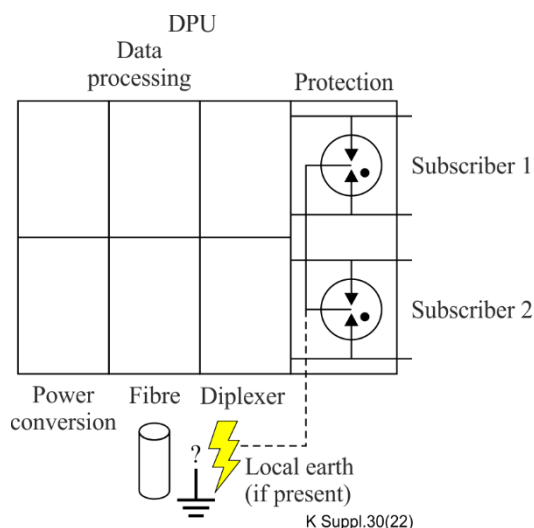 DPU
Data
processing
Protection
Subscriber 1
Subscriber 2
Power
conversion
Fibre
Diplexer
?
Local earth
(if present)
K Suppl.30(22)